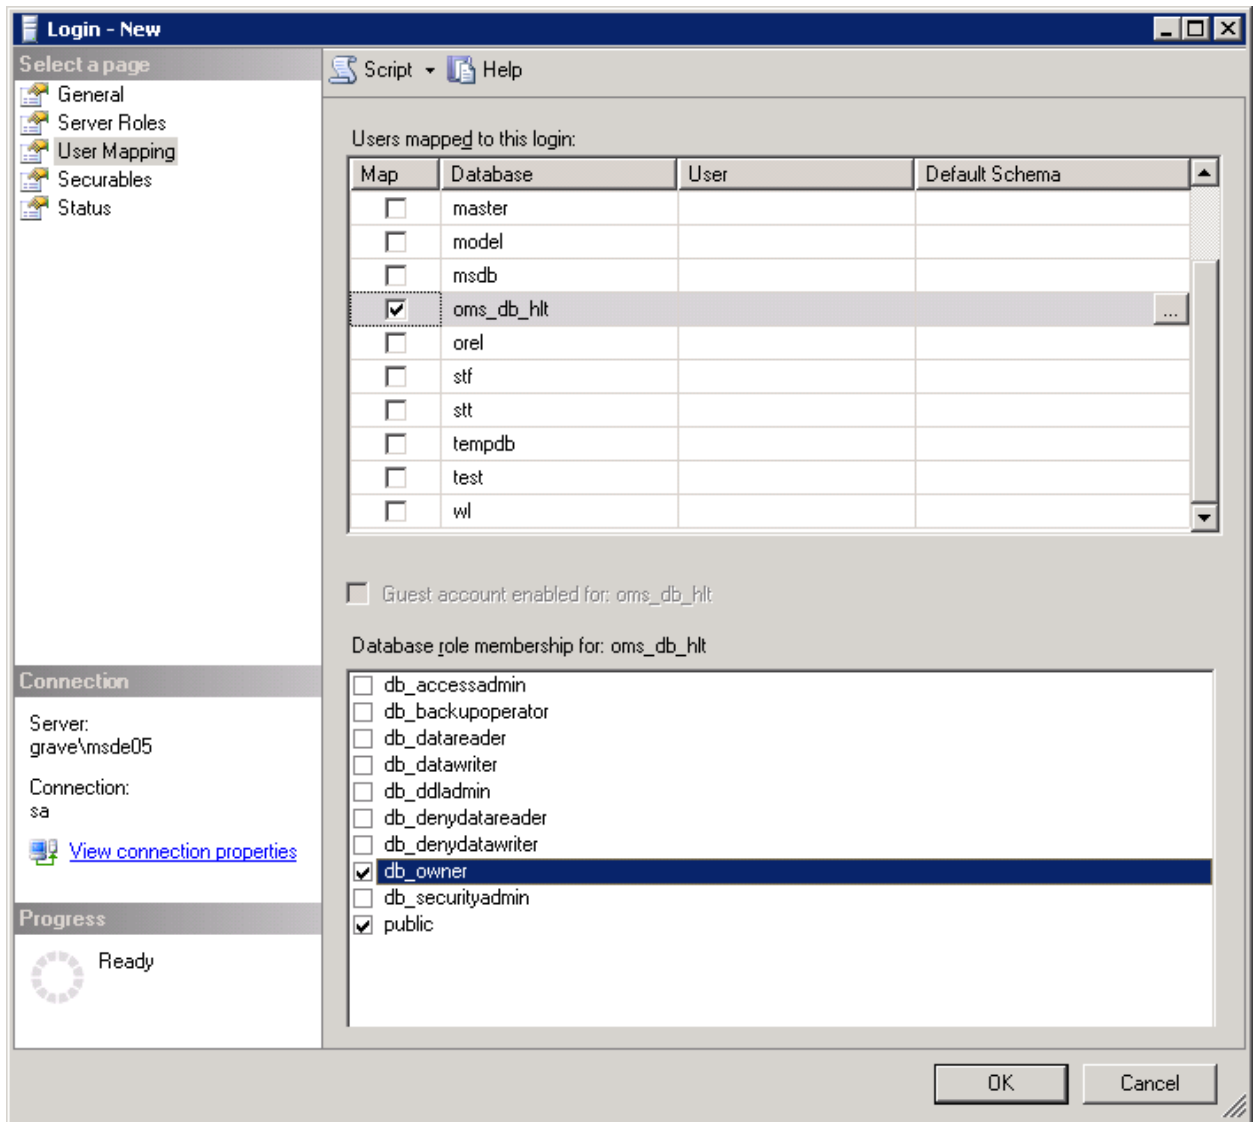 Login - New
Select a page
General
Server Roles
User Mapping
Securables
Status
Script Help
Users mapped to this login:
Map Database User Default Schema
master
model
msdb
oms_db_hlt ...
orel
stf
stt
tempdb
test
wl
Guest account enabled for: oms_db_hlt
Database role membership for: oms_db_hlt
db_accessadmin
db_backupoperator
db_datareader
db_datawriter
db_ddladmin
db_denydatareader
db_denydatawriter
db_owner
db_securityadmin
public
Connection
Server:
grave\msde05
Connection:
sa
View connection properties
Progress
Ready
OK Cancel